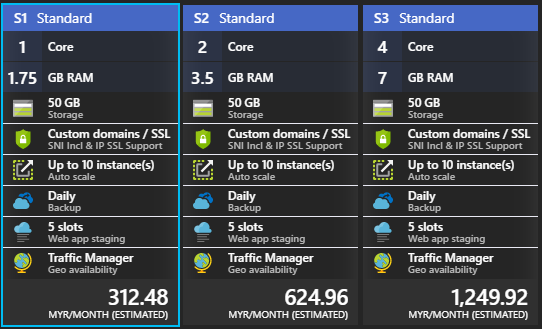 S1 Standard
1 Core
1.75 GB RAM
50 GB
Storage
Custom domains / SSL
SNI Incl & IP SSL Support
Up to 10 instance(s)
Auto scale
Daily
Backup
5 slots
Web app staging
Traffic Manager
Geo availability
312.48
MYR/MONTH (ESTIMATED)
S2 Standard
2 Core
3.5 GB RAM
50 GB
Storage
Custom domains / SSL
SNI Incl & IP SSL Support
Up to 10 instance(s)
Auto scale
Daily
Backup
5 slots
Web app staging
Traffic Manager
Geo availability
624.96
MYR/MONTH (ESTIMATED)
S3 Standard
4 Core
7 GB RAM
50 GB
Storage
Custom domains / SSL
SNI Incl & IP SSL Support
Up to 10 instance(s)
Auto scale
Daily
Backup
5 slots
Web app staging
Traffic Manager
Geo availability
1,249.92
MYR/MONTH (ESTIMATED)